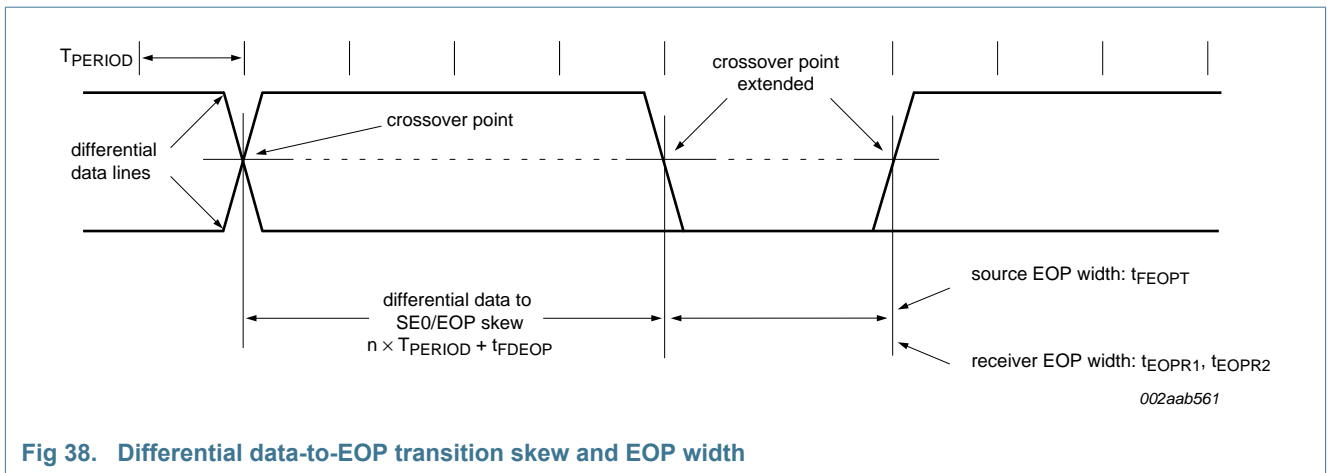 TPERIOD
crossover point
extended
crossover point
differential
data lines
differential data to
SE0/EOP skew
n × TPERIOD + tFDEOP
source EOP width: tFEOPT
receiver EOP width: tEOPR1, tEOPR2
002aab561
Fig 38. Differential data-to-EOP transition skew and EOP width